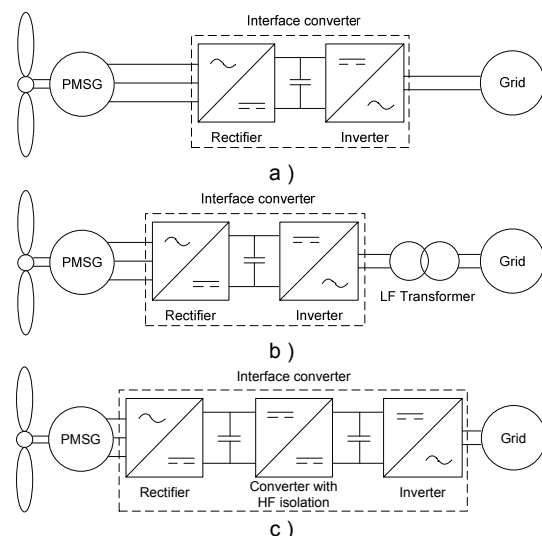 Interface converter
PMSG
Grid
Rectifier
Inverter
a )
Interface converter
PMSG
Grid
LF Transformer
Rectifier
Inverter
b )
Interface converter
PMSG
Grid
Rectifier
Converter with
HF isolation
Inverter
c )